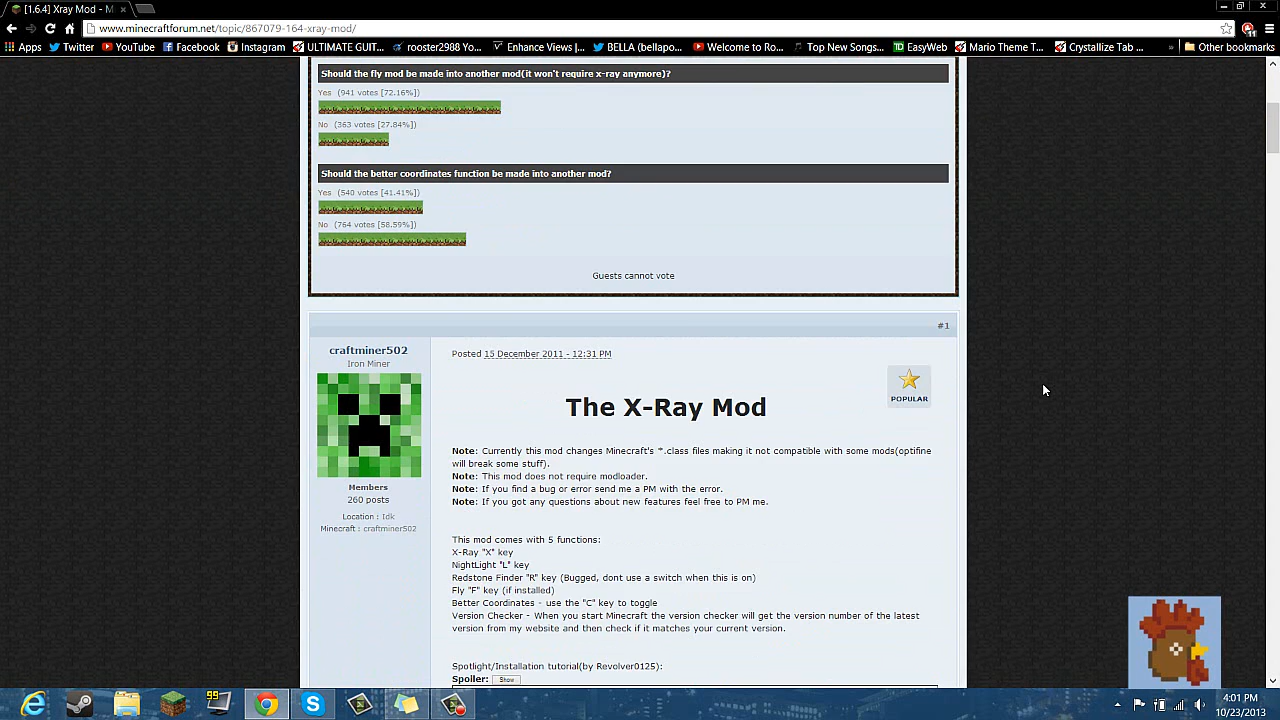 [1.6.4] Xray Mod - M
www.minecraftforum.net/topic/867079-164-xray-mod/
Apps Twitter YouTube Facebook Instagram ULTIMATE GUIT... rooster2988 Yo... Enhance Views |... BELLA (bellapo... Welcome to Ro... Top New Songs... EasyWeb Mario Theme T... Crystallize Tab ... » Other bookmarks
Should the fly mod be made into another mod(it won't require x-ray anymore)?
Yes (941 votes [72.16%])
No (363 votes [27.84%])
Should the better coordinates function be made into another mod?
Yes (540 votes [41.41%])
No (764 votes [58.59%])
Guests cannot vote
#1
craftminer502
Iron Miner
Members
260 posts
Location : Idk
Minecraft : craftminer502
Posted 15 December 2011 - 12:31 PM
POPULAR
The X-Ray Mod
Note: Currently this mod changes Minecraft's *.class files making it not compatible with some mods(optifine
will break some stuff).
Note: This mod does not require modloader.
Note: If you find a bug or error send me a PM with the error.
Note: If you got any questions about new features feel free to PM me.
This mod comes with 5 functions:
X-Ray "X" key
NightLight "L" key
Redstone Finder "R" key (Bugged, dont use a switch when this is on)
Fly "F" key (if installed)
Better Coordinates - use the "C" key to toggle
Version Checker - When you start Minecraft the version checker will get the version number of the latest
version from my website and then check if it matches your current version.
Spotlight/Installation tutorial(by Revolver0125):
Spoiler: Show
99
4:01 PM
10/23/2013